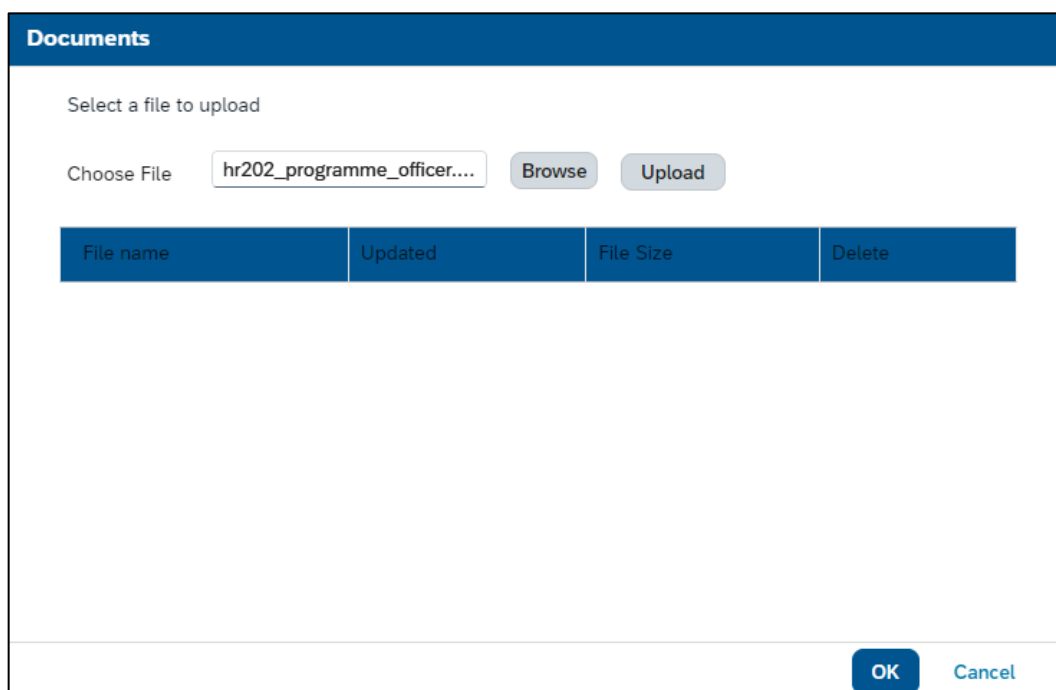 Documents
Select a file to upload
Choose File hr202_programme_officer.... Browse Upload
File name Updated File Size Delete
OK Cancel